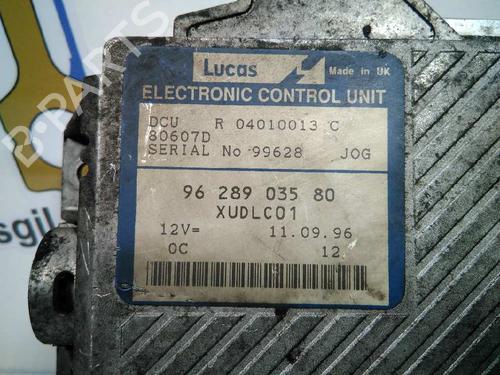 Lucas
Made in UK
ELECTRONIC CONTROL UNIT
DCU R 04010013 C
80607D
SERIAL No 99628 JOG
96 289 035 80
XUDLC01
12V= 11.09.96
0C 12
sgil